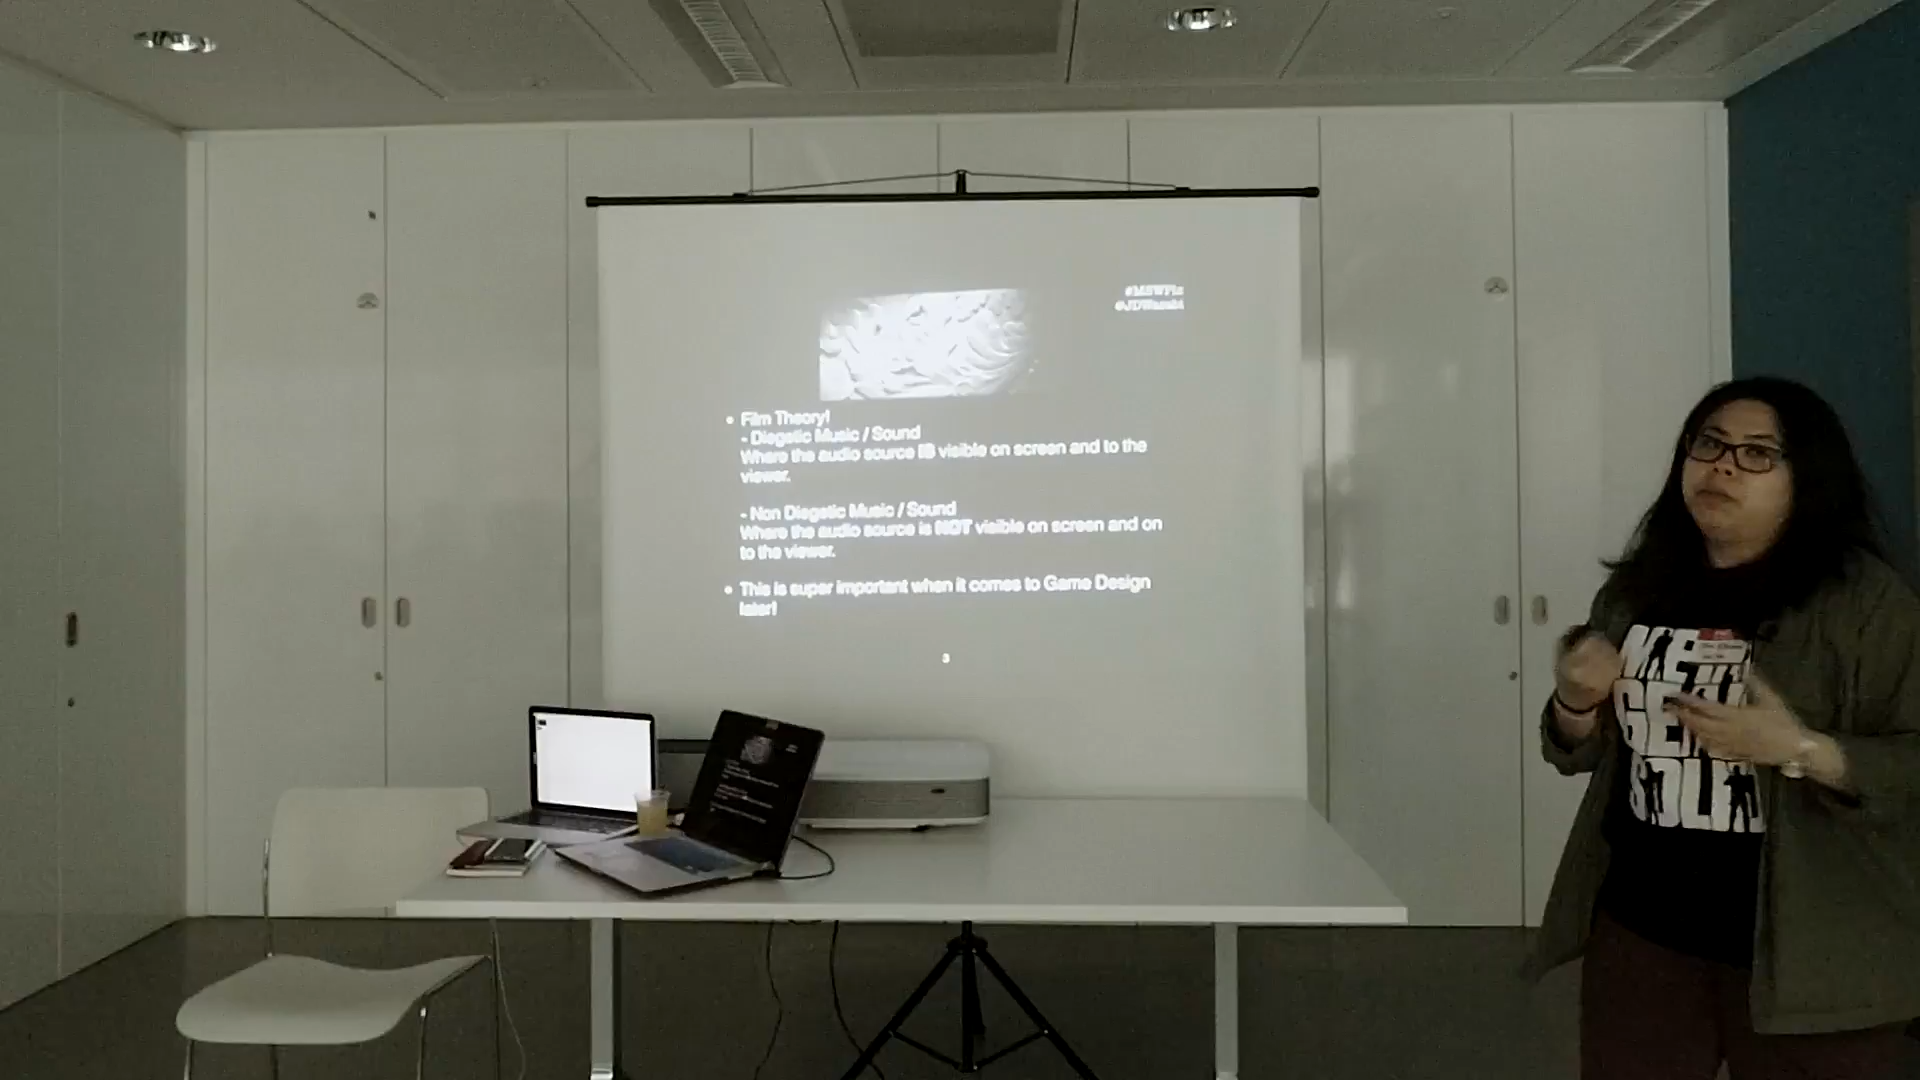 #MSWFic
@JDWasabi
• Film Theory!
- Diegetic Music / Sound
Where the audio source IS visible on screen and to the
viewer.
- Non Diegetic Music / Sound
Where the audio source is NOT visible on screen and on
to the viewer.
• This is super important when it comes to Game Design
later!
3
METAL
GEAR
SOLID